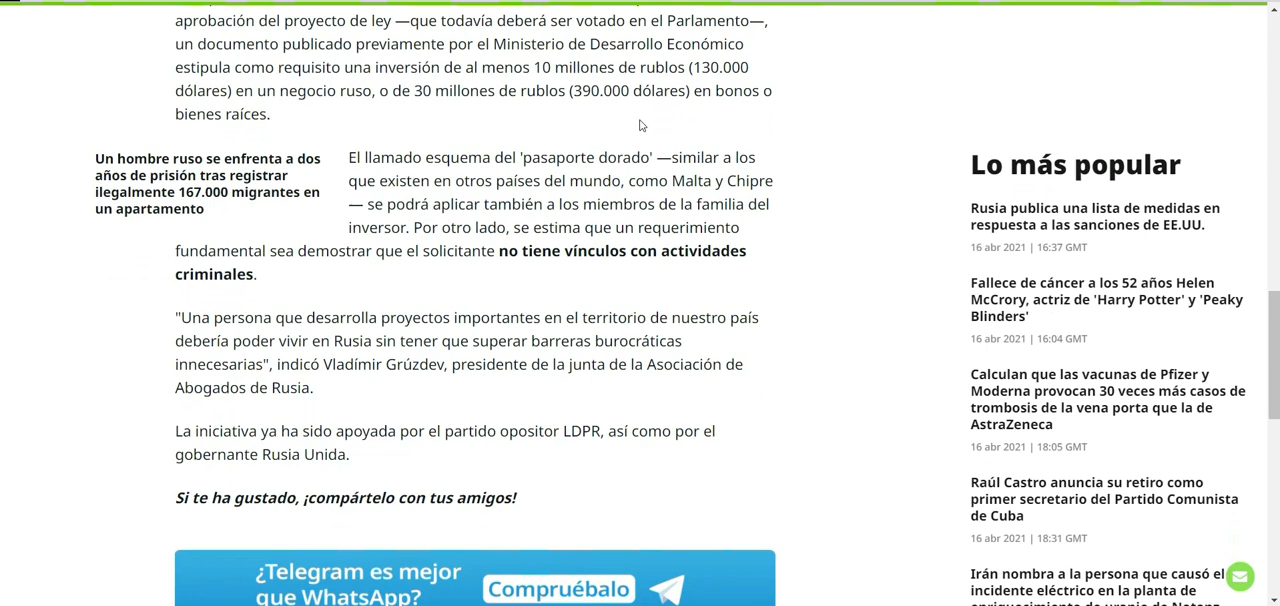 aprobación del proyecto de ley —que todavía deberá ser votado en el Parlamento—,
un documento publicado previamente por el Ministerio de Desarrollo Económico
estipula como requisito una inversión de al menos 10 millones de rublos (130.000
dólares) en un negocio ruso, o de 30 millones de rublos (390.000 dólares) en bonos o
bienes raíces.
Un hombre ruso se enfrenta a dos
años de prisión tras registrar
ilegalmente 167.000 migrantes en
un apartamento
El llamado esquema del 'pasaporte dorado' —similar a los
que existen en otros países del mundo, como Malta y Chipre
— se podrá aplicar también a los miembros de la familia del
inversor. Por otro lado, se estima que un requerimiento
fundamental sea demostrar que el solicitante no tiene vínculos con actividades
criminales.
"Una persona que desarrolla proyectos importantes en el territorio de nuestro país
debería poder vivir en Rusia sin tener que superar barreras burocráticas
innecesarias", indicó Vladímir Grúzdev, presidente de la junta de la Asociación de
Abogados de Rusia.
La iniciativa ya ha sido apoyada por el partido opositor LDPR, así como por el
gobernante Rusia Unida.
Si te ha gustado, ¡compártelo con tus amigos!
¿Telegram es mejor
que WhatsApp?
Compruébalo
Lo más popular
Rusia publica una lista de medidas en
respuesta a las sanciones de EE.UU.
16 abr 2021 | 16:37 GMT
Fallece de cáncer a los 52 años Helen
McCrory, actriz de 'Harry Potter' y 'Peaky
Blinders'
16 abr 2021 | 16:04 GMT
Calculan que las vacunas de Pfizer y
Moderna provocan 30 veces más casos de
trombosis de la vena porta que la de
AstraZeneca
16 abr 2021 | 18:05 GMT
Raúl Castro anuncia su retiro como
primer secretario del Partido Comunista
de Cuba
16 abr 2021 | 18:31 GMT
Irán nombra a la persona que causó el
incidente eléctrico en la planta de
enriquecimiento de uranio de Natanz